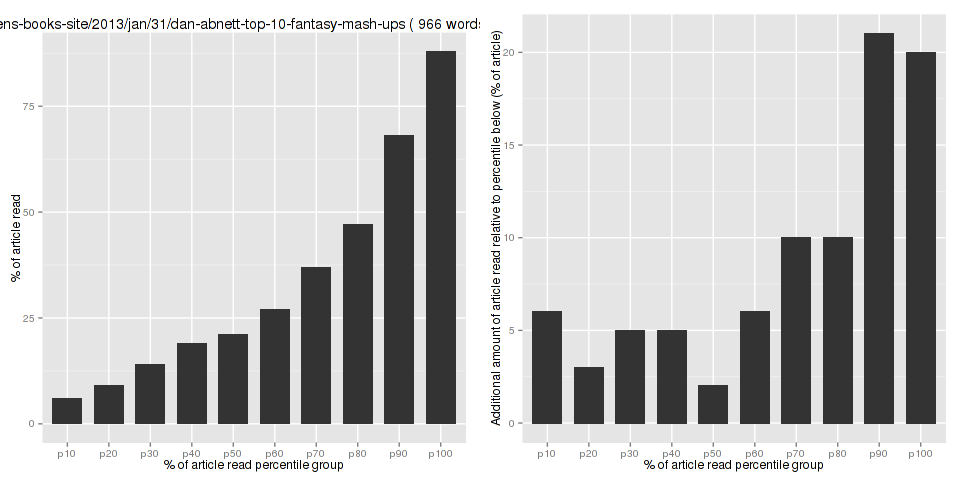 ens-books-site/2013/jan/31/dan-abnett-top-10-fantasy-mash-ups ( 966 words
% of article read
75
50
25
0
p10 p20 p30 p40 p50 p60 p70 p80 p90 p100
% of article read percentile group
Additional amount of article read relative to percentile below (% of article)
20
15
10
5
0
p10 p20 p30 p40 p50 p60 p70 p80 p90 p100
% of article read percentile group